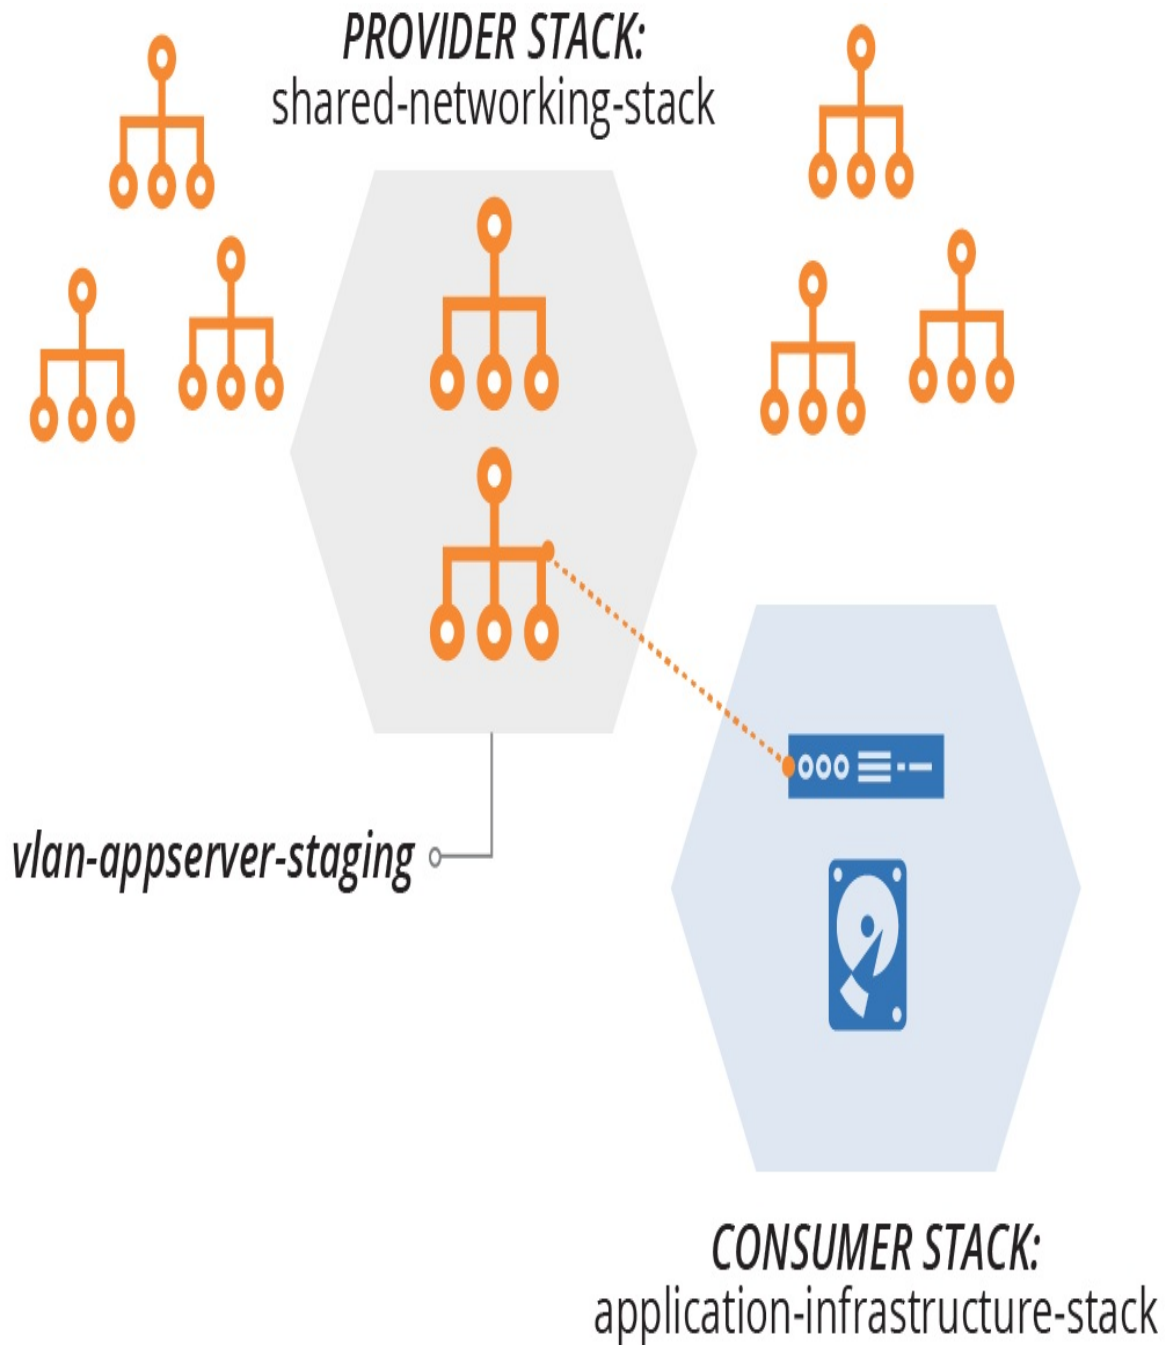 PROVIDER STACK:
shared-networking-stack
vlan-appserver-staging
CONSUMER STACK:
application-infrastructure-stack